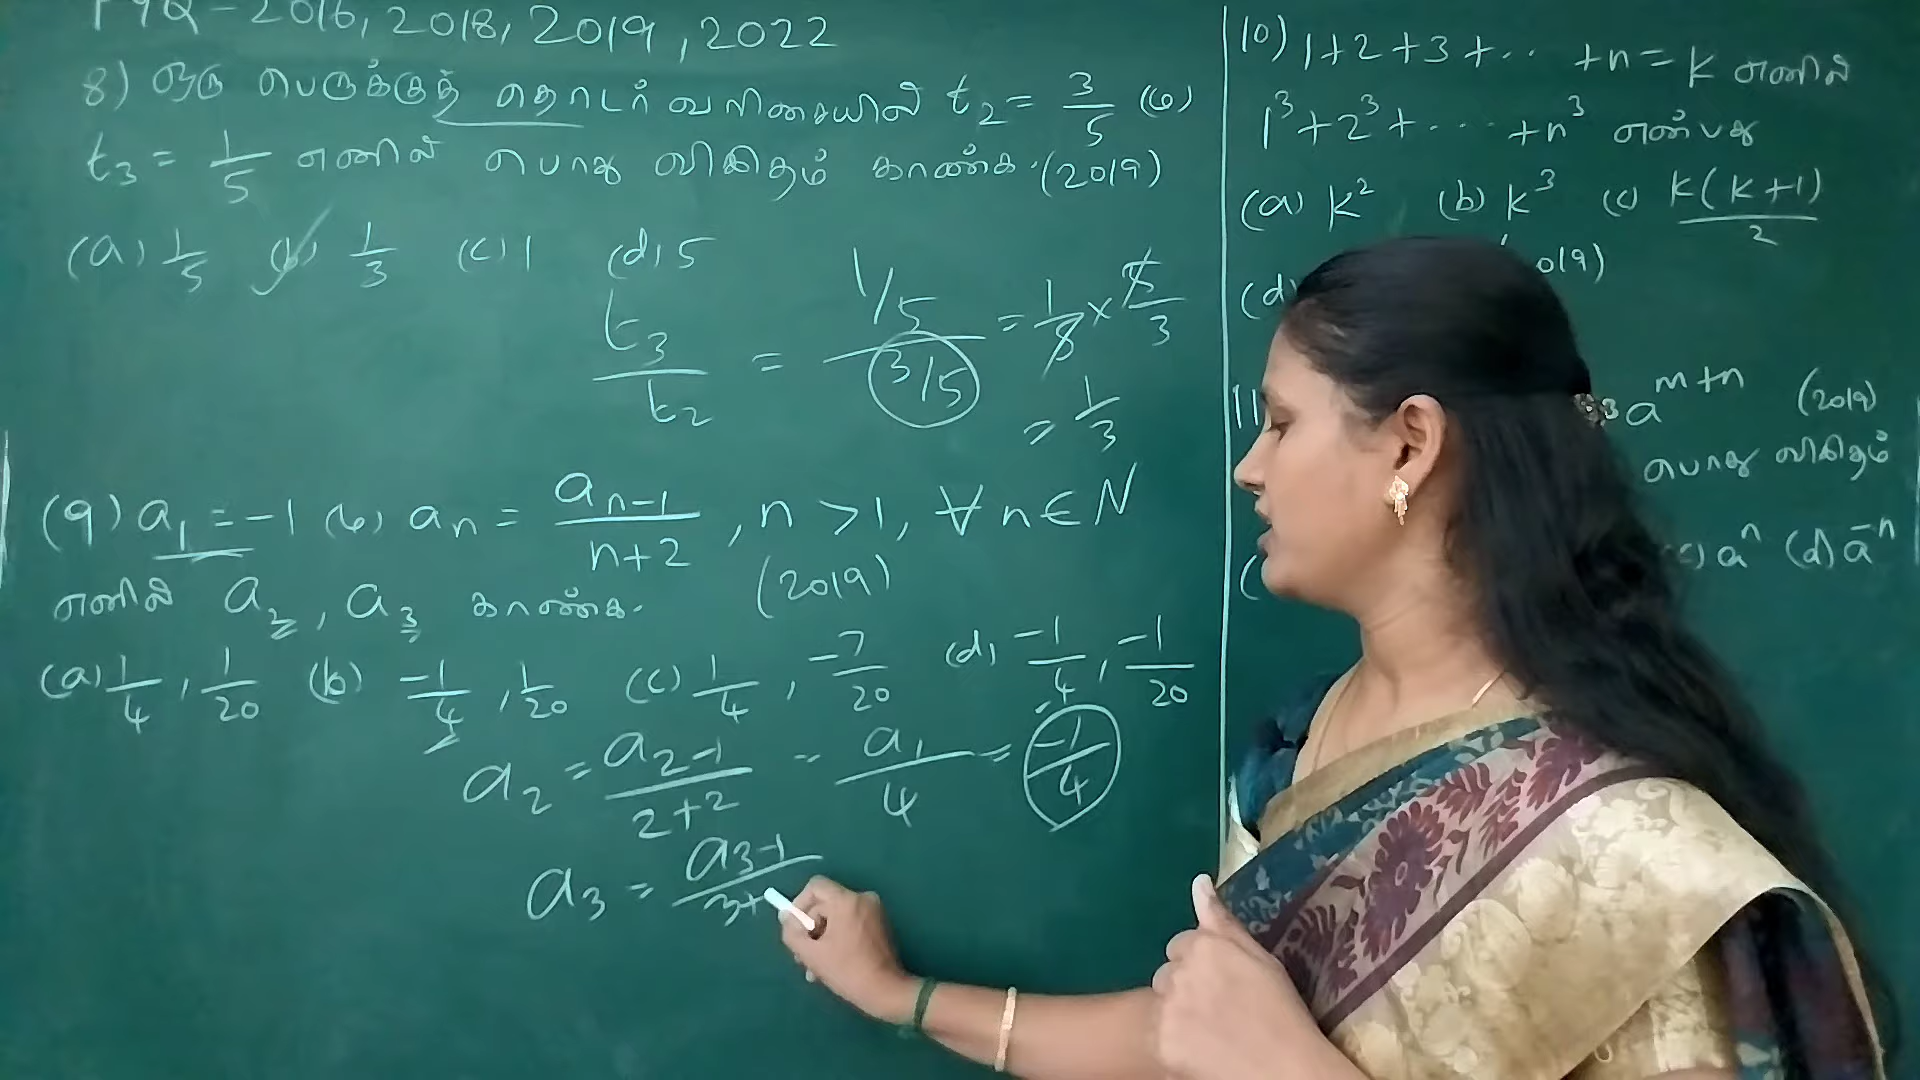 PYQ - 2016, 2018, 2019, 2022
8) ஒரு பெருக்குத் தொடர் வரிசையில் t₂ = 3/5 (ம)
t₃ = 1/5 எனில் பொது விகிதம் காண்க. (2019)
(a) 1/5 (b) 1/3 (c) 1 (d) 5
t₃/t₂ = (1/5)/(3/5) = 1/5 × 5/3
= 1/3
(9) a₁ = -1 (ம) aₙ = aₙ₋₁/(n+2), n > 1, ∀ n ∈ N
எனில் a₂, a₃ காண்க. (2019)
(a) 1/4, 1/20 (b) -1/4, 1/20 (c) 1/4, -7/20 (d) -1/4, -1/20
a₂ = a₂₋₁/(2+2) = a₁/4 = -1/4
a₃ = a₃₋₁/3+
10) 1+2+3+.. +n = k எனில்
1³+2³+... +n³ என்பது
(a) k² (b) k³ (c) k(k+1)/2
(d) 019)
11 3a^(m+n) (2019)
பொது விகிதம்
( c) aⁿ (d) a⁻ⁿ